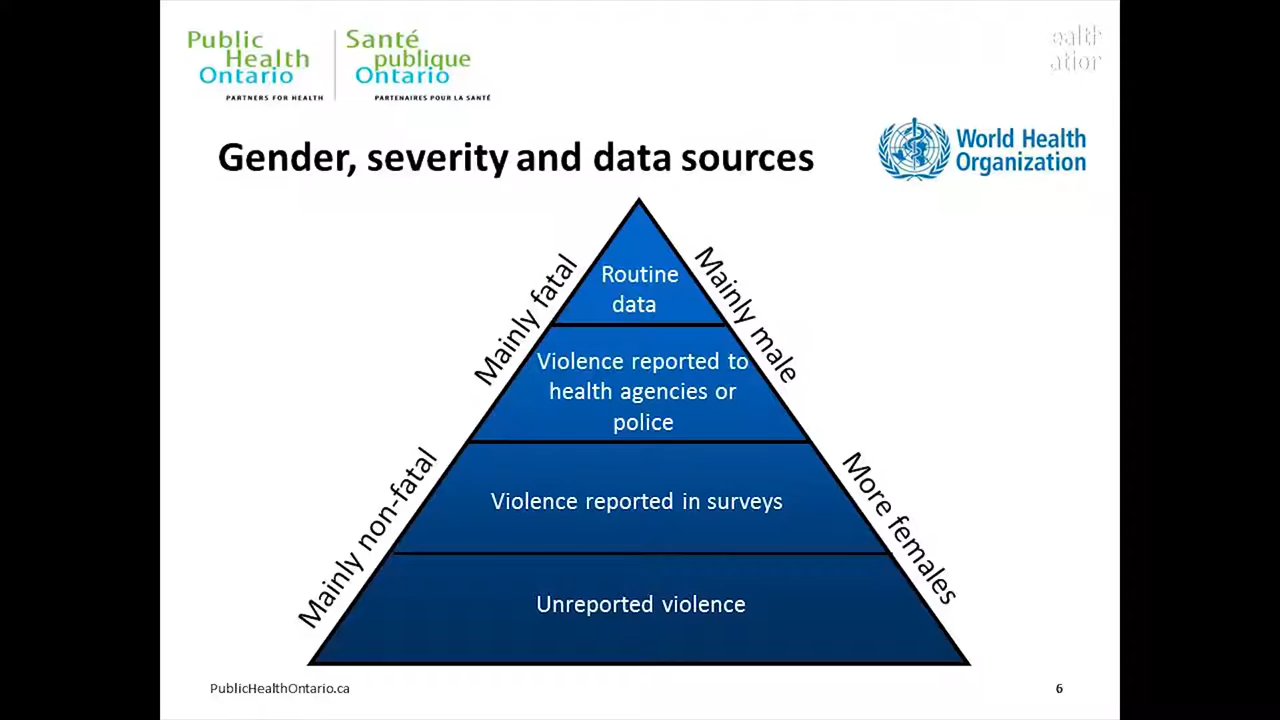 Public
Health
Ontario
PARTNERS FOR HEALTH
Santé
publique
Ontario
PARTENAIRES POUR LA SANTÉ
Gender, severity and data sources
World Health
Organization
Mainly fatal
Mainly male
Routine
data
Violence reported to
health agencies or
police
Mainly non-fatal
More females
Violence reported in surveys
Unreported violence
PublicHealthOntario.ca
6